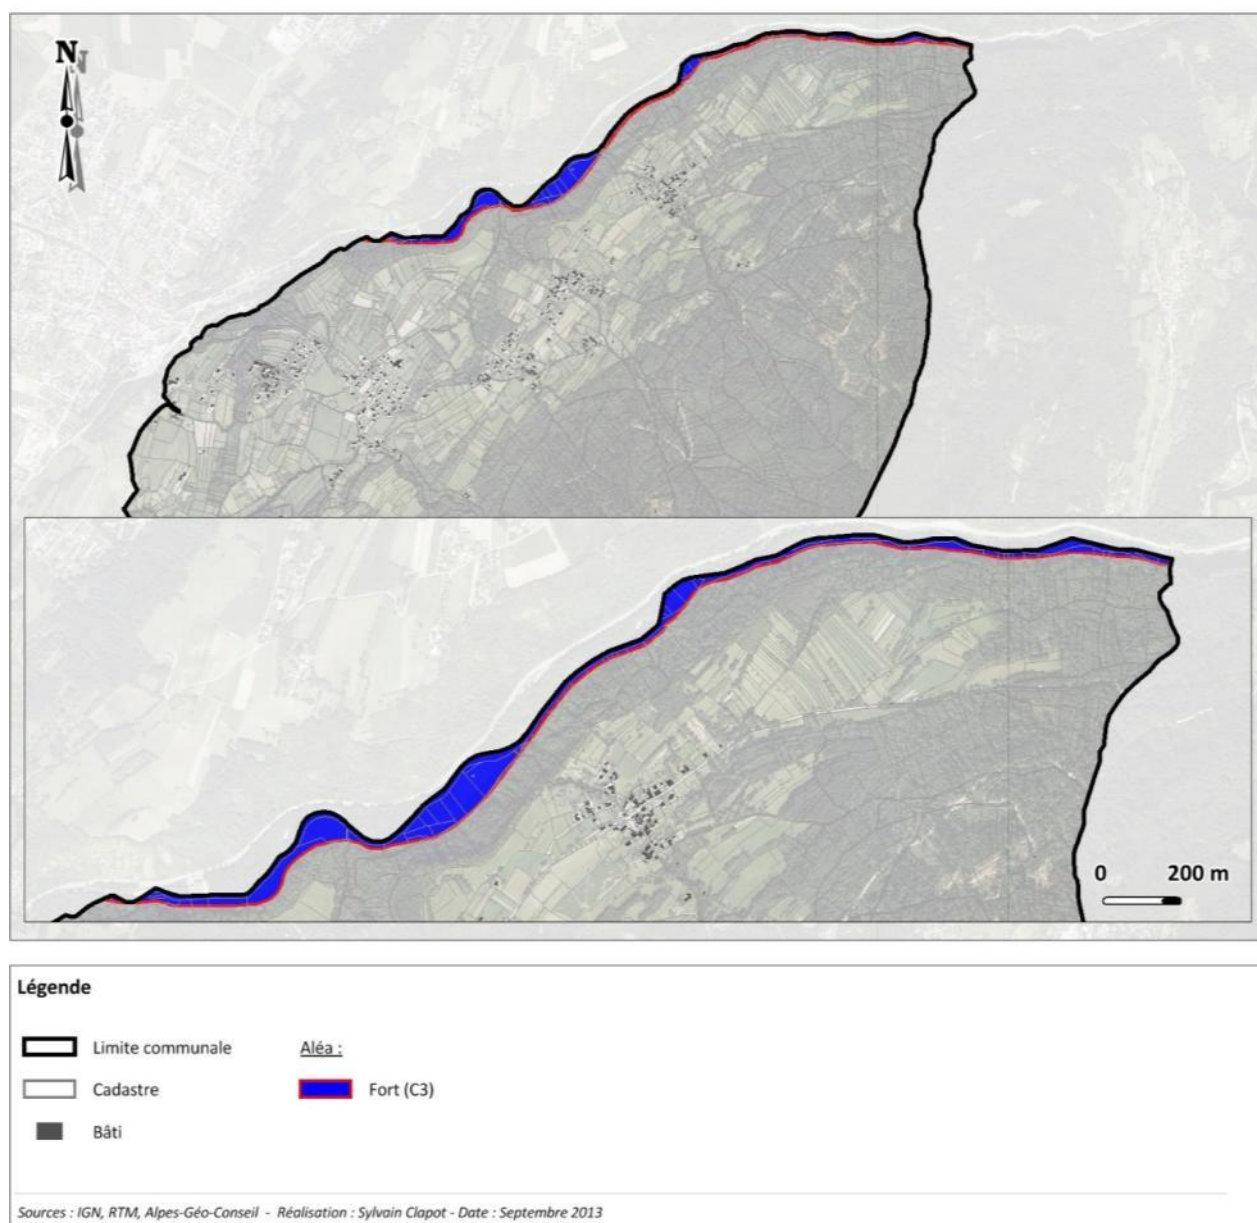 N
0 200 m
Légende
Limite communale Aléa :
Cadastre Fort (C3)
Bâti
Sources : IGN, RTM, Alpes-Géo-Conseil - Réalisation : Sylvain Clapot - Date : Septembre 2013